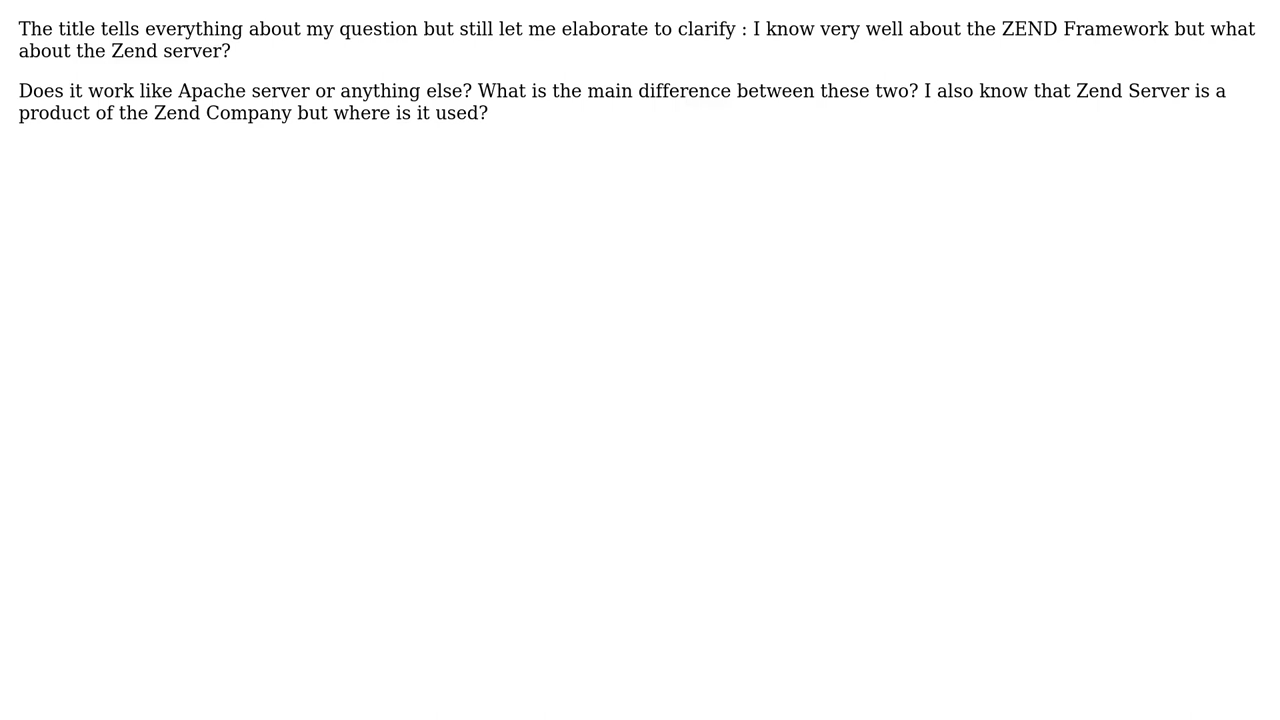 The title tells everything about my question but still let me elaborate to clarify : I know very well about the ZEND Framework but what
about the Zend server?
Does it work like Apache server or anything else? What is the main difference between these two? I also know that Zend Server is a
product of the Zend Company but where is it used?